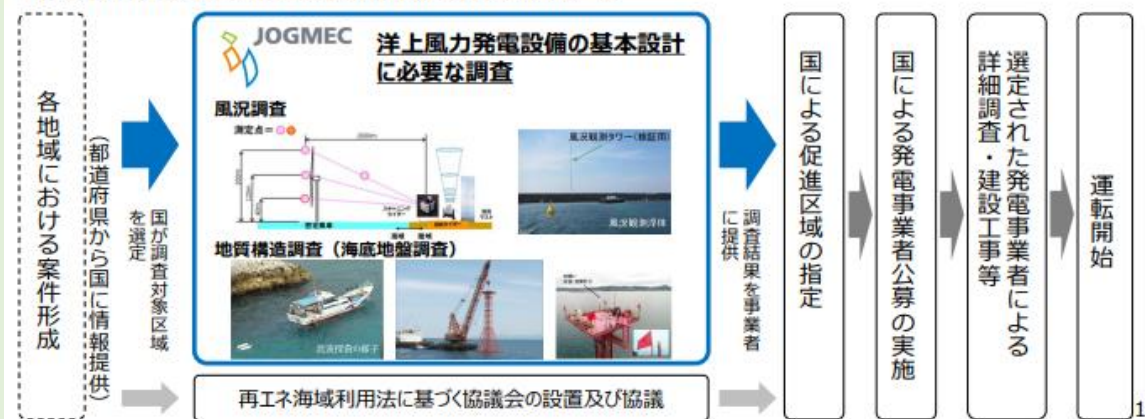 各地域における案件形成
(都道府県から国に情報提供)
国が調査対象区域
を選定
JOGMEC
洋上風力発電設備の基本設計
に必要な調査
風況調査
測定点=
風況観測タワー(検証用)
風況観測浮体
地質構造調査(海底地盤調査)
音波探査の様子
調査結果を事業者
に提供
再エネ海域利用法に基づく協議会の設置及び協議
国による促進区域の指定
国による発電事業者公募の実施
選定された発電事業者による
詳細調査・建設工事等
運転開始
1